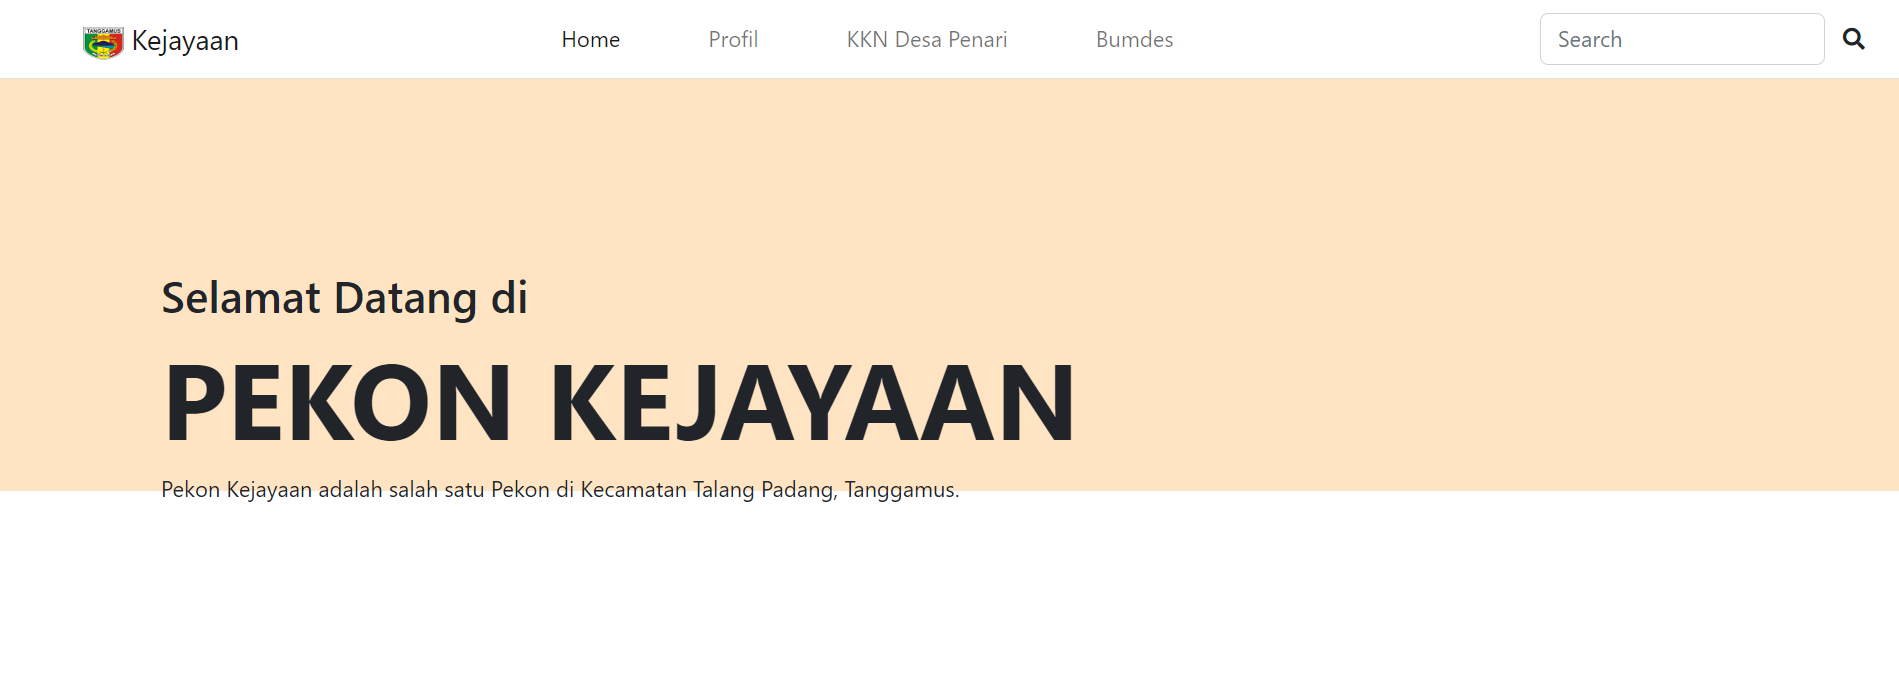 TANGGAMUS
Kejayaan
Home
Profil
KKN Desa Penari
Bumdes
Search
Selamat Datang di
PEKON KEJAYAAN
Pekon Kejayaan adalah salah satu Pekon di Kecamatan Talang Padang, Tanggamus.